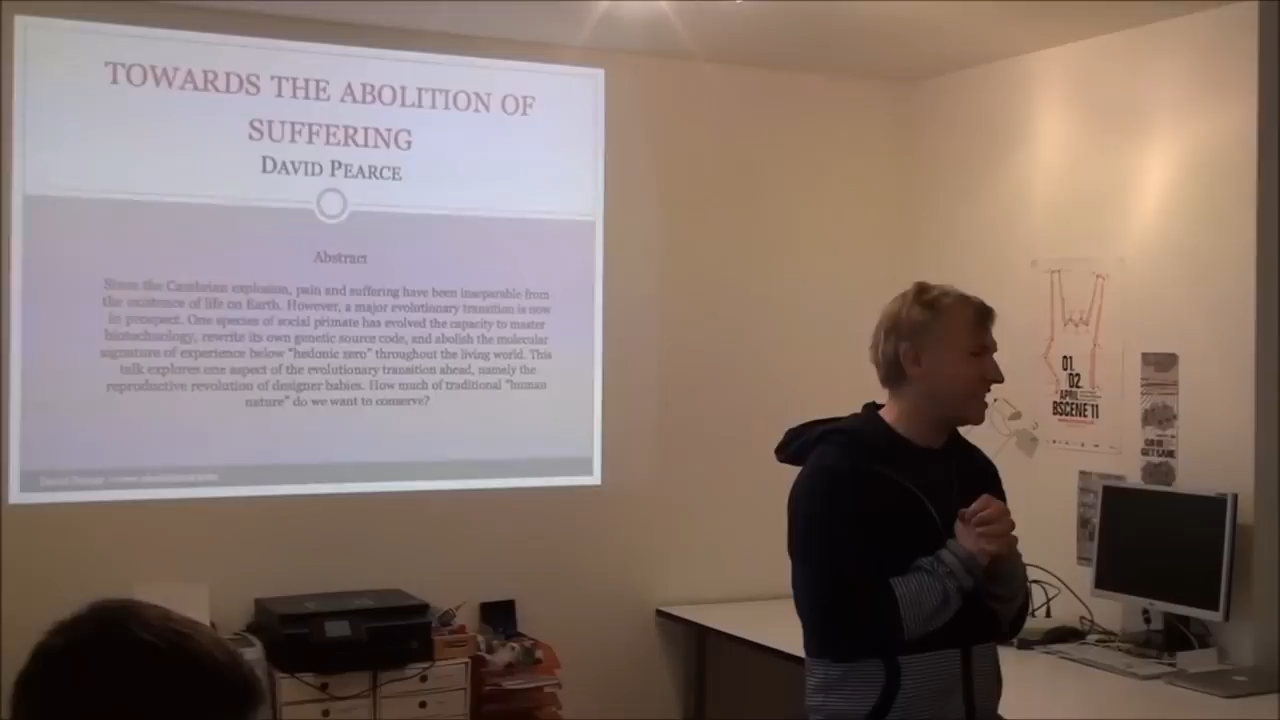 TOWARDS THE ABOLITION OF
SUFFERING
DAVID PEARCE
Abstract
Since the Cambrian explosion, pain and suffering have been inseparable from
the existence of life on Earth. However, a major evolutionary transition is now
in prospect. One species of social primate has evolved the capacity to master
biotechnology, rewrite its own genetic source code, and abolish the molecular
signature of experience below "hedonic zero" throughout the living world. This
talk explores one aspect of the evolutionary transition ahead, namely the
reproductive revolution of designer babies. How much of traditional "human
nature" do we want to conserve?
David Pearce
01.
02.
APRIL
BSCENE 11